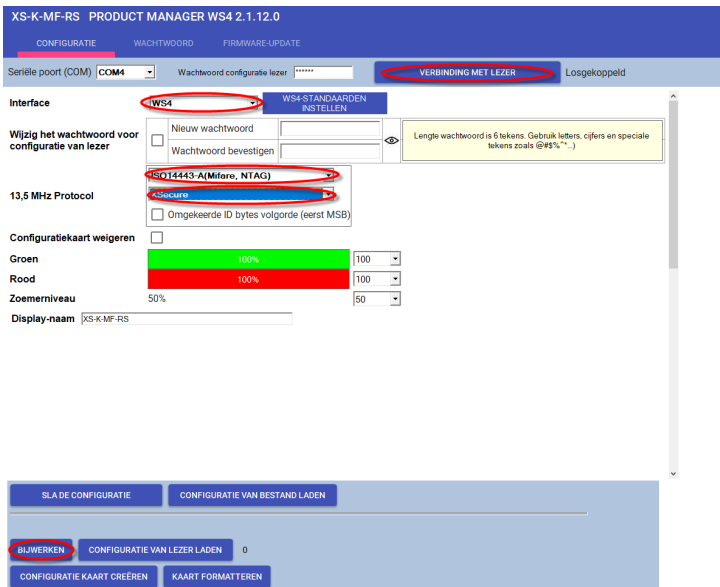 XS-K-MF-RS PRODUCT MANAGER WS4 2.1.12.0
CONFIGURATIE WACHTWOORD FIRMWARE-UPDATE
Seriële poort (COM) COM4 Wachtwoord configuratie lezer ****** VERBINDING MET LEZER Losgekoppeld
Interface WS4 WS4-STANDAARDEN
INSTELLEN
Wijzig het wachtwoord voor
configuratie van lezer
Nieuw wachtwoord
Wachtwoord bevestigen
Lengte wachtwoord is 6 tekens. Gebruik letters, cijfers en speciale
tekens zoals @#$%^*...)
ISO14443-A(Mifare, NTAG)
13,5 MHz Protocol XSecure
Omgekeerde ID bytes volgorde (eerst MSB)
Configuratiekaart weigeren
Groen 100% 100
Rood 100% 100
Zoemerniveau 50% 50
Display-naam XS-K-MF-RS
SLA DE CONFIGURATIE CONFIGURATIE VAN BESTAND LADEN
BIJWERKEN CONFIGURATIE VAN LEZER LADEN 0
CONFIGURATIE KAART CREËREN KAART FORMATTEREN